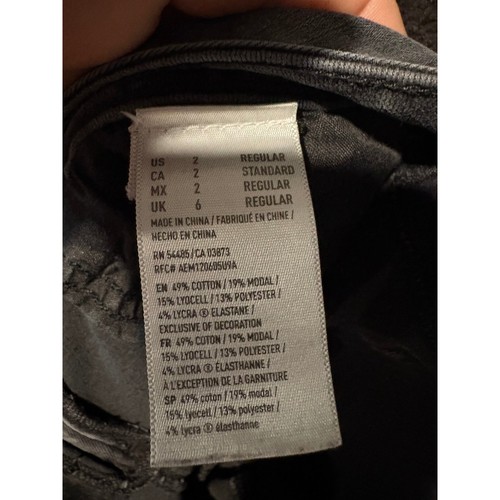 US 2 REGULAR
CA 2 STANDARD
MX 2 REGULAR
UK 6 REGULAR
MADE IN CHINA / FABRIQUÉ EN CHINE /
HECHO EN CHINA
RN 54485/CA 03873
RFC# AEM120605U9A
EN 49% COTTON / 19% MODAL /
15% LYOCELL / 13% POLYESTER /
4% LYCRA ® ELASTANE /
EXCLUSIVE OF DECORATION
FR 49% COTTON / 19% MODAL /
15% LYOCELL / 13% POLYESTER /
4% LYCRA ® ÉLASTHANNE /
À L'EXCEPTION DE LA GARNITURE
SP 49% coton / 19% modal /
15% lyocell / 13% polyester /
4% lycra ® élasthanne